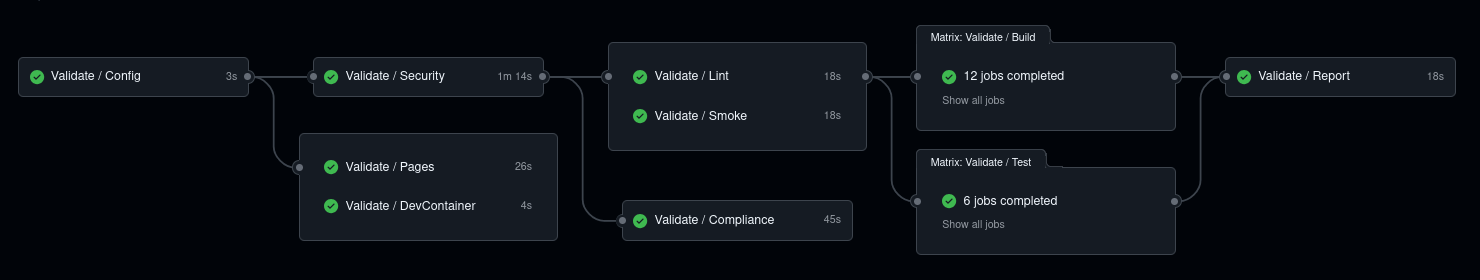 Validate / Config 3s
Validate / Security 1m 14s
Validate / Pages 26s
Validate / DevContainer 4s
Validate / Lint 18s
Validate / Smoke 18s
Validate / Compliance 45s
Matrix: Validate / Build
12 jobs completed
Show all jobs
Matrix: Validate / Test
6 jobs completed
Show all jobs
Validate / Report 18s